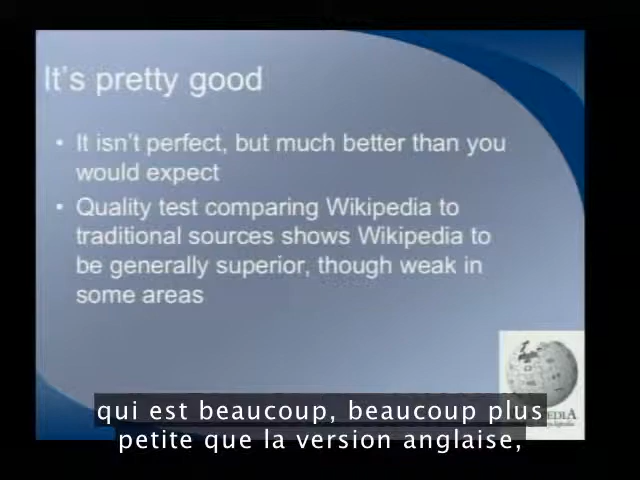 It's pretty good
• It isn't perfect, but much better than you
would expect
• Quality test comparing Wikipedia to
traditional sources shows Wikipedia to
be generally superior, though weak in
some areas
qui est beaucoup, beaucoup plus
petite que la version anglaise,